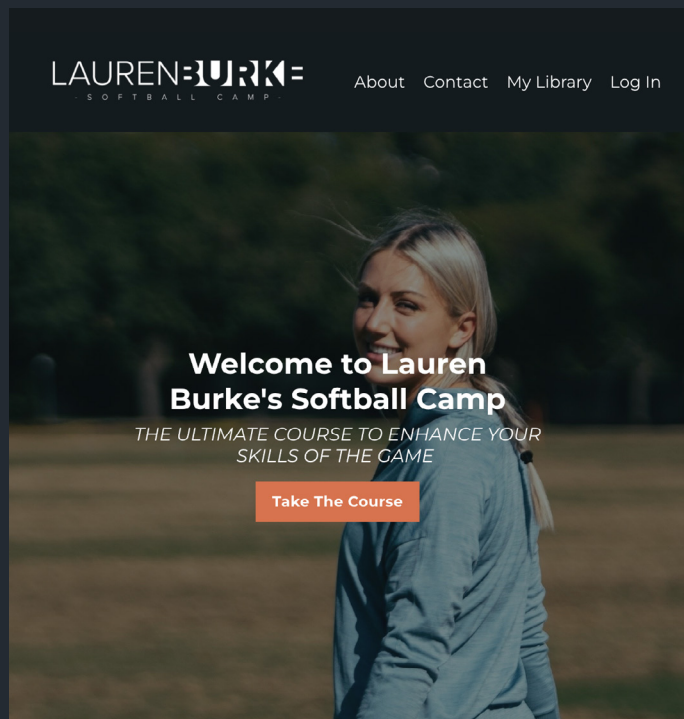 LAURENBURKE
· SOFTBALL CAMP ·
About Contact My Library Log In
Welcome to Lauren
Burke's Softball Camp
THE ULTIMATE COURSE TO ENHANCE YOUR
SKILLS OF THE GAME
Take The Course